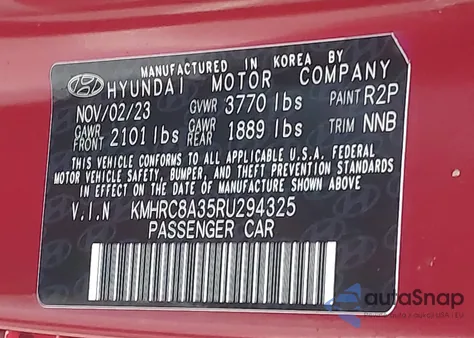 MANUFACTURED IN KOREA BY
HYUNDAI MOTOR COMPANY
NOV/02/23 GVWR 3770 lbs PAINT R2P
GAWR FRONT 2101 lbs GAWR REAR 1889 lbs TRIM NNB
THIS VEHICLE CONFORMS TO ALL APPLICABLE U.S.A. FEDERAL
MOTOR VEHICLE SAFETY, BUMPER, AND THEFT PREVENTION STANDARDS
IN EFFECT ON THE DATE OF MANUFACTURE SHOWN ABOVE.
V.I.N KMHRC8A35RU294325
PASSENGER CAR
autoSnap